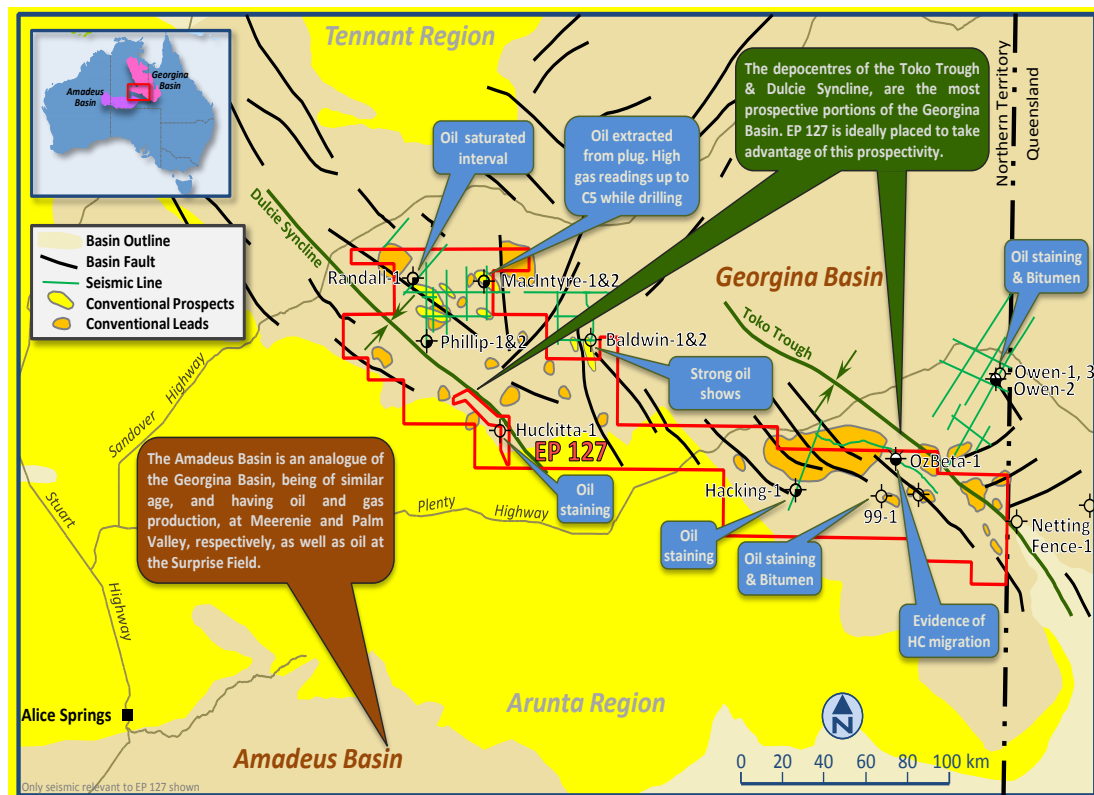 Tennant Region
Georgina
Basin
Amadeus
Basin
The depocentres of the Toko Trough
& Dulcie Syncline, are the most
prospective portions of the Georgina
Basin. EP 127 is ideally placed to take
advantage of this prospectivity.
Northern Territory
Queensland
Oil saturated
interval
Oil extracted
from plug. High
gas readings up to
C5 while drilling
Dulcie Syncline
Basin Outline
Basin Fault
Seismic Line
Conventional Prospects
Conventional Leads
Oil staining
& Bitumen
Georgina Basin
Randall-1
MacIntyre-1&2
Toko Trough
Phillip-1&2
Baldwin-1&2
Owen-1, 3
Owen-2
Strong oil
shows
Sandover Highway
Huckitta-1
EP 127
OzBeta-1
The Amadeus Basin is an analogue of
the Georgina Basin, being of similar
age, and having oil and gas
production, at Meerenie and Palm
Valley, respectively, as well as oil at
the Surprise Field.
Oil
staining
Hacking-1
99-1
Netting
Fence-1
Plenty Highway
Stuart Highway
Oil
staining
Oil staining
& Bitumen
Evidence of
HC migration
Arunta Region
Alice Springs
N
Amadeus Basin
0 20 40 60 80 100 km
Only seismic relevant to EP 127 shown